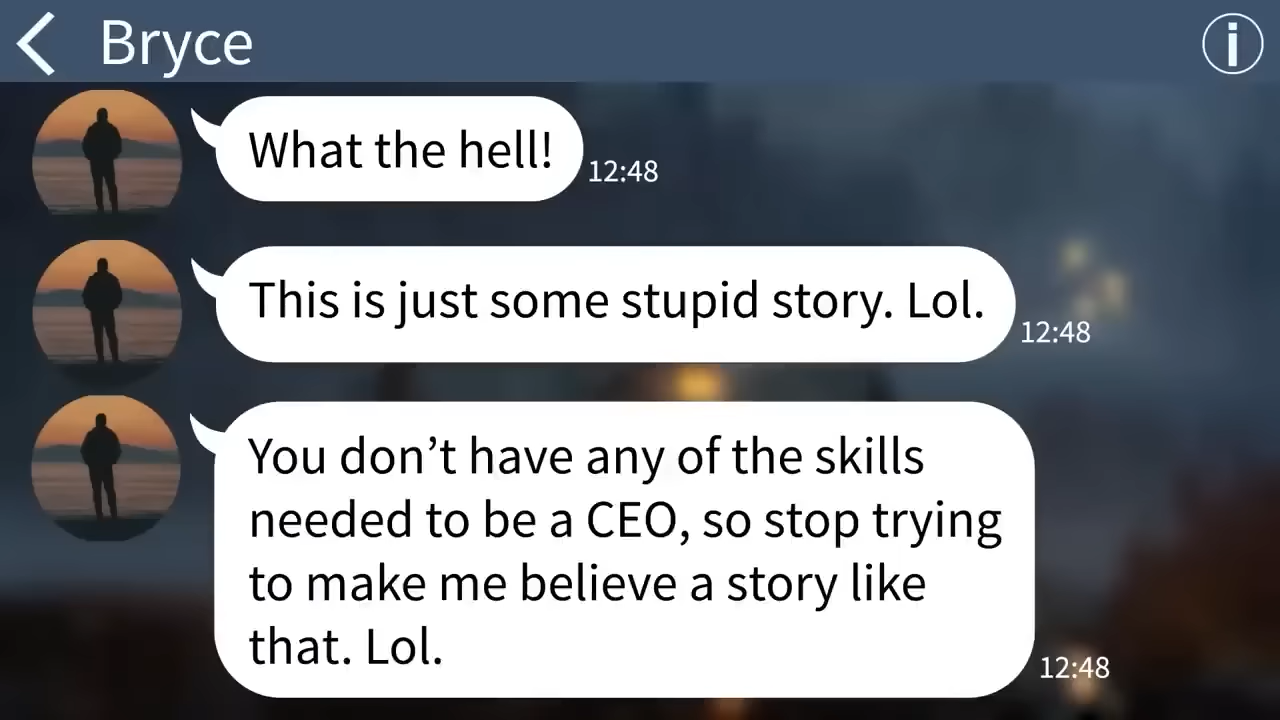 Bryce
What the hell!
12:48
This is just some stupid story. Lol.
12:48
You don’t have any of the skills
needed to be a CEO, so stop trying
to make me believe a story like
that. Lol.
12:48